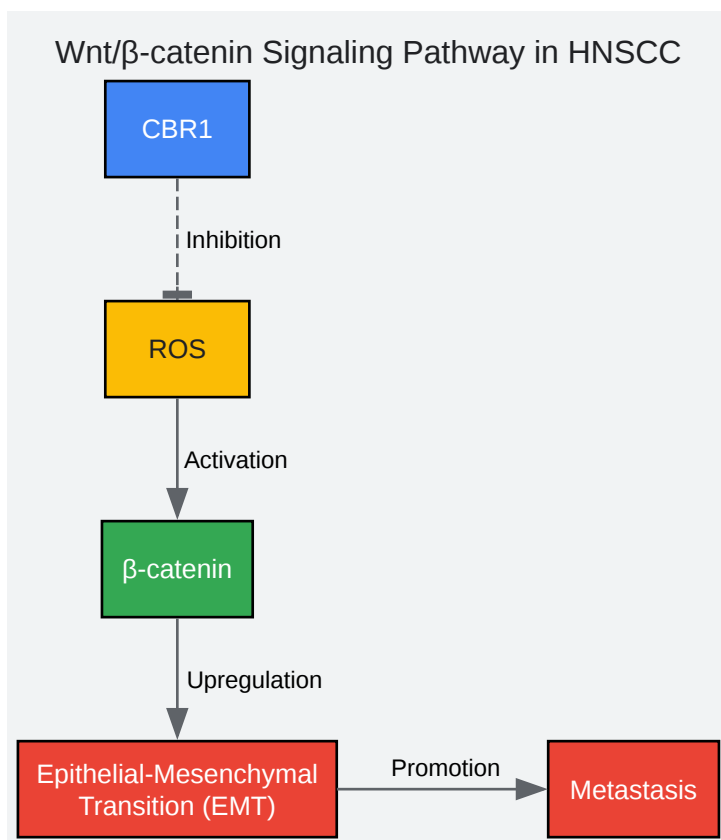 Wnt/β-catenin Signaling Pathway in HNSCC
CBR1
Inhibition
ROS
Activation
β-catenin
Upregulation
Epithelial-Mesenchymal
Transition (EMT)
Promotion
Metastasis